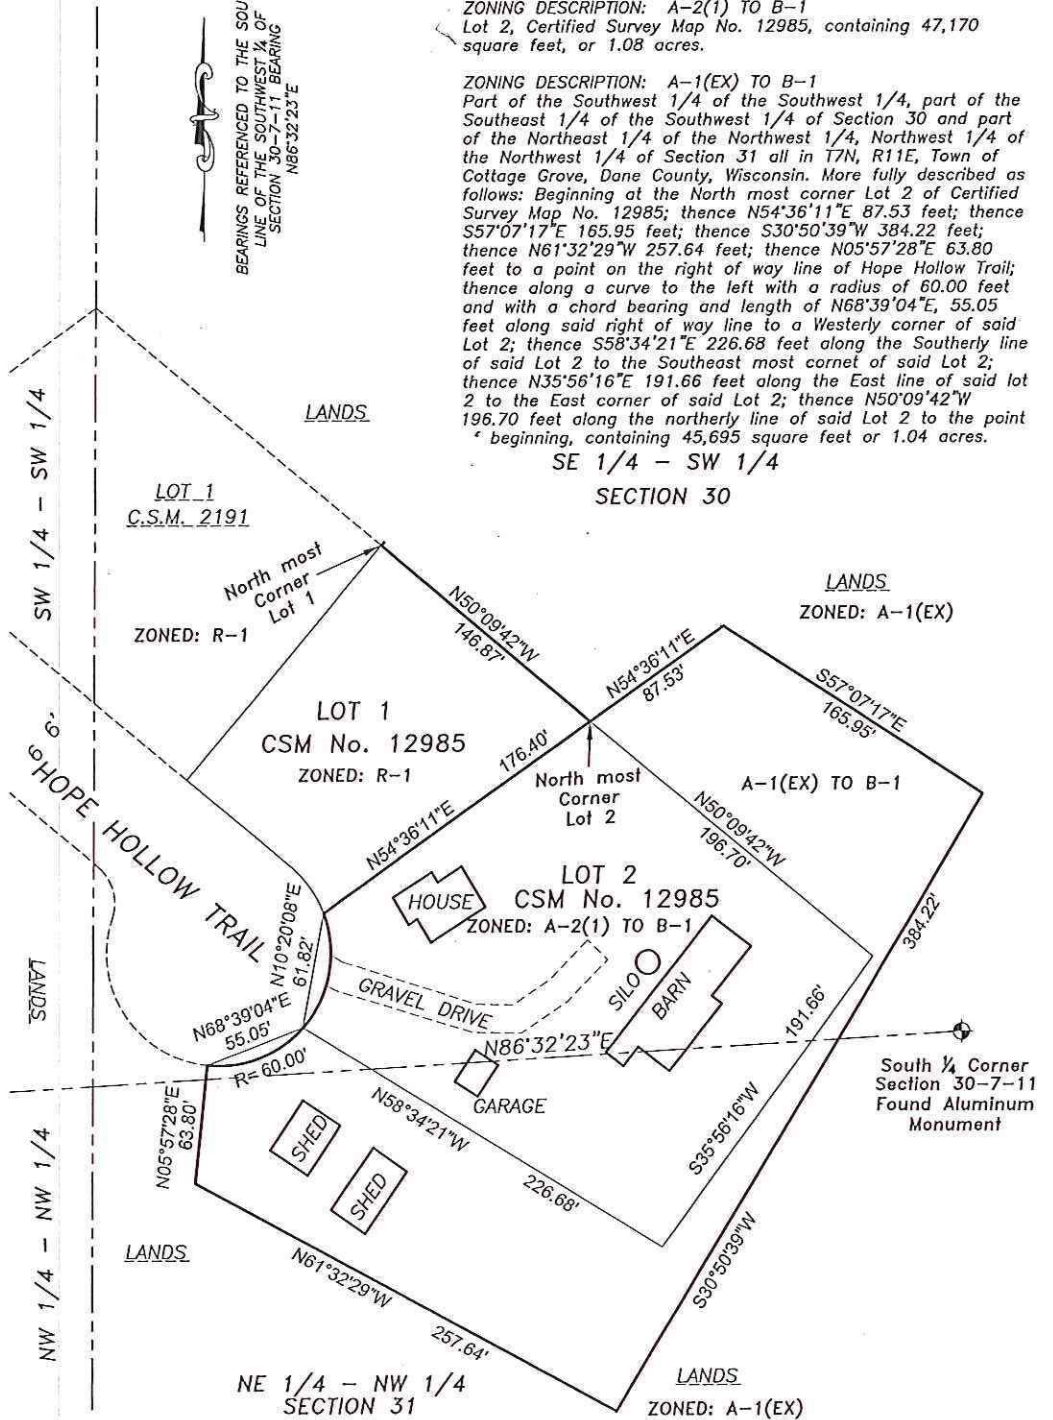 BEARINGS REFERENCED TO THE SOU
LINE OF THE SOUTHWEST ¼ OF
SECTION 30-7-11 BEARING
N86°32'23"E
ZONING DESCRIPTION: A-2(1) TO B-1
Lot 2, Certified Survey Map No. 12985, containing 47,170
square feet, or 1.08 acres.
ZONING DESCRIPTION: A-1(EX) TO B-1
Part of the Southwest 1/4 of the Southwest 1/4, part of the
Southeast 1/4 of the Southwest 1/4 of Section 30 and part
of the Northeast 1/4 of the Northwest 1/4, Northwest 1/4 of
the Northwest 1/4 of Section 31 all in T7N, R11E, Town of
Cottage Grove, Dane County, Wisconsin. More fully described as
follows: Beginning at the North most corner Lot 2 of Certified
Survey Map No. 12985; thence N54°36'11"E 87.53 feet; thence
S57°07'17"E 165.95 feet; thence S30°50'39"W 384.22 feet;
thence N61°32'29"W 257.64 feet; thence N05°57'28"E 63.80
feet to a point on the right of way line of Hope Hollow Trail;
thence along a curve to the left with a radius of 60.00 feet
and with a chord bearing and length of N68°39'04"E, 55.05
feet along said right of way line to a Westerly corner of said
Lot 2; thence S58°34'21"E 226.68 feet along the Southerly line
of said Lot 2 to the Southeast most cornet of said Lot 2;
thence N35°56'16"E 191.66 feet along the East line of said lot
2 to the East corner of said Lot 2; thence N50°09'42"W
196.70 feet along the northerly line of said Lot 2 to the point
beginning, containing 45,695 square feet or 1.04 acres.
SE 1/4 - SW 1/4
SECTION 30
SW 1/4 - SW 1/4
LANDS
LOT 1
C.S.M. 2191
North most
Corner
Lot 1
ZONED: R-1
N50°09'42"W
146.87'
LANDS
ZONED: A-1(EX)
N54°36'11"E
87.53'
S57°07'17"E
165.95'
LOT 1
CSM No. 12985
ZONED: R-1
176.40'
N54°36'11"E
North most
Corner
Lot 2
A-1(EX) TO B-1
N50°09'42"W
196.70'
66'
HOPE HOLLOW TRAIL
HOUSE
LOT 2
CSM No. 12985
ZONED: A-2(1) TO B-1
384.22'
LANDS
N10°20'08"E
61.82'
GRAVEL DRIVE
SILO
BARN
191.66'
N68°39'04"E
55.05'
R= 60.00'
N86°32'23"E
South ¼ Corner
Section 30-7-11
Found Aluminum
Monument
GARAGE
N05°57'28"E
63.80'
SHED
SHED
N58°34'21"W
226.68'
S35°56'16"W
S30°50'39"W
NW 1/4 - NW 1/4
LANDS
N61°32'29"W
257.64'
NE 1/4 - NW 1/4
SECTION 31
LANDS
ZONED: A-1(EX)